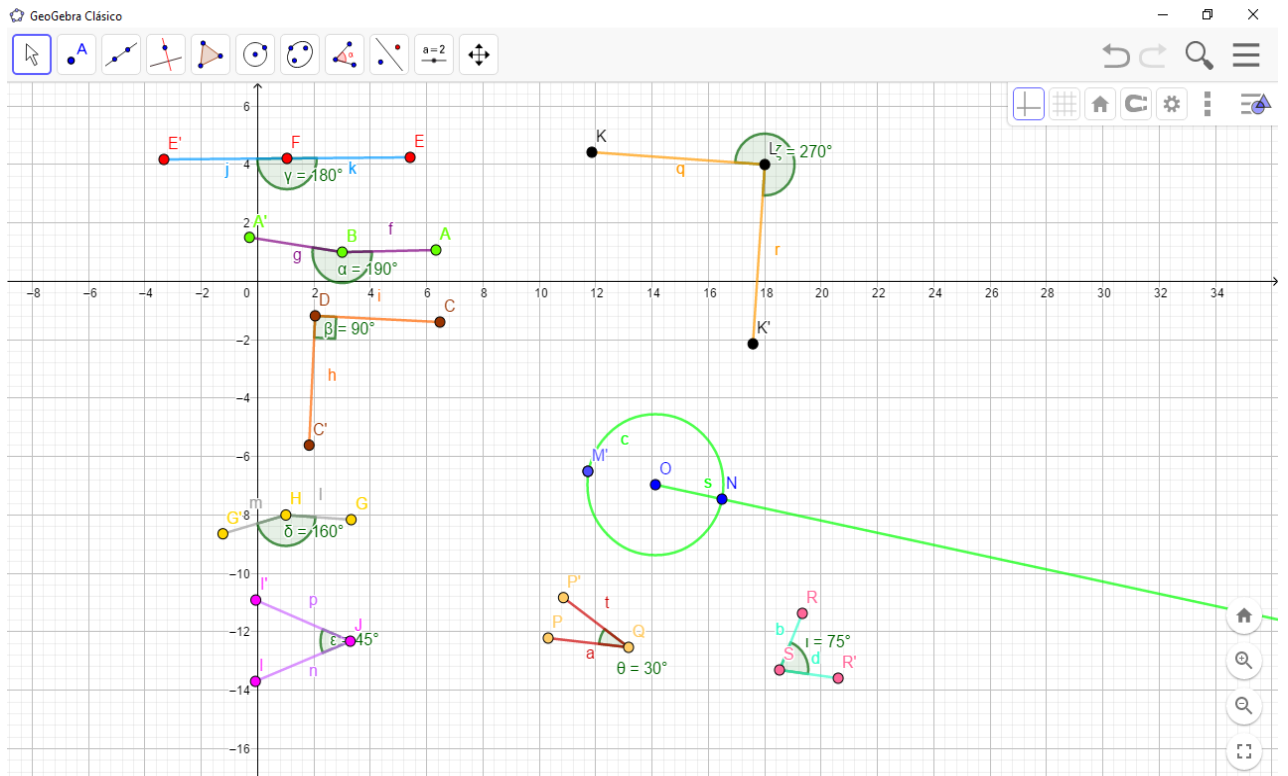 GeoGebra Clásico
A
a=2
6
E'
F
E
j
k
γ = 180°
4
K
L
ζ = 270°
q
r
K'
2
A'
B
f
A
g
α = 190°
−8
−6
−4
−2
0
2
4
6
8
10
12
14
16
18
20
22
24
26
28
30
32
34
D
i
C
β = 90°
−2
h
−4
C'
−6
c
M'
O
s
N
m
H
l
G
−8
G'
δ = 160°
−10
I'
p
J
−12
ε = 45°
I
n
−14
P'
t
P
Q
a
θ = 30°
R
b
ι = 75°
S
d
R'
−16